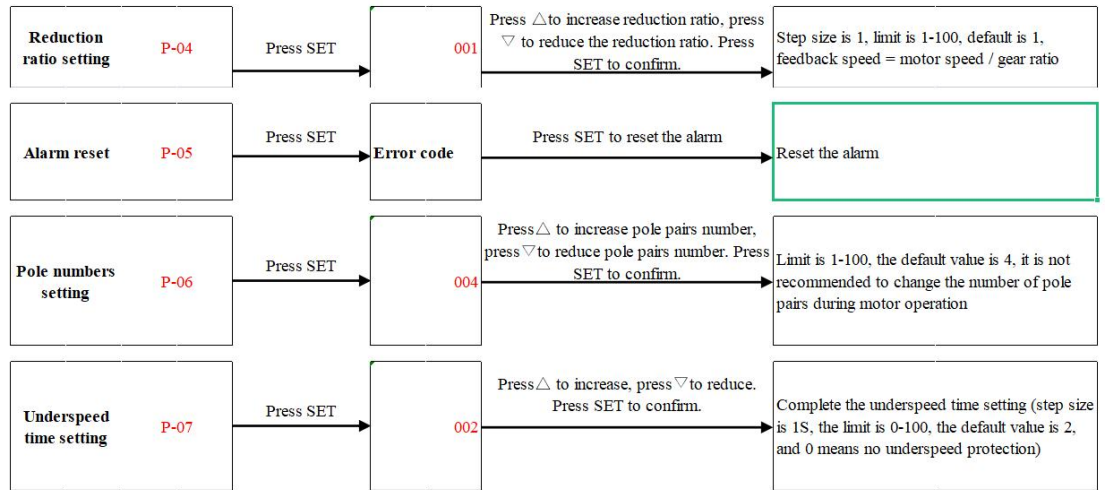 Reduction
ratio setting
P-04
Press SET
001
Press △to increase reduction ratio, press
▽ to reduce the reduction ratio. Press
SET to confirm.
Step size is 1, limit is 1-100, default is 1,
feedback speed = motor speed / gear ratio
Alarm reset
P-05
Press SET
Error code
Press SET to reset the alarm
Reset the alarm
Pole numbers
setting
P-06
Press SET
004
Press△ to increase pole pairs number,
press▽to reduce pole pairs number. Press
SET to confirm.
Limit is 1-100, the default value is 4, it is not
recommended to change the number of pole
pairs during motor operation
Underspeed
time setting
P-07
Press SET
002
Press△ to increase, press▽to reduce.
Press SET to confirm.
Complete the underspeed time setting (step size
is 1S, the limit is 0-100, the default value is 2,
and 0 means no underspeed protection)